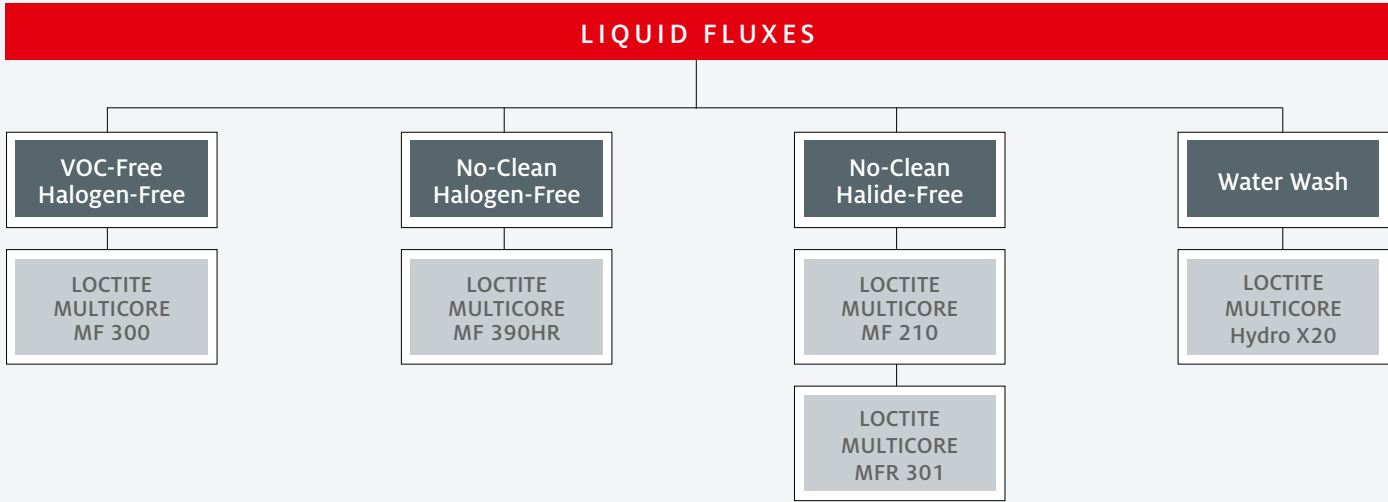 LIQUID FLUXES
VOC-Free
Halogen-Free
No-Clean
Halogen-Free
No-Clean
Halide-Free
Water Wash
LOCTITE
MULTICORE
MF 300
LOCTITE
MULTICORE
MF 390HR
LOCTITE
MULTICORE
MF 210
LOCTITE
MULTICORE
Hydro X20
LOCTITE
MULTICORE
MFR 301